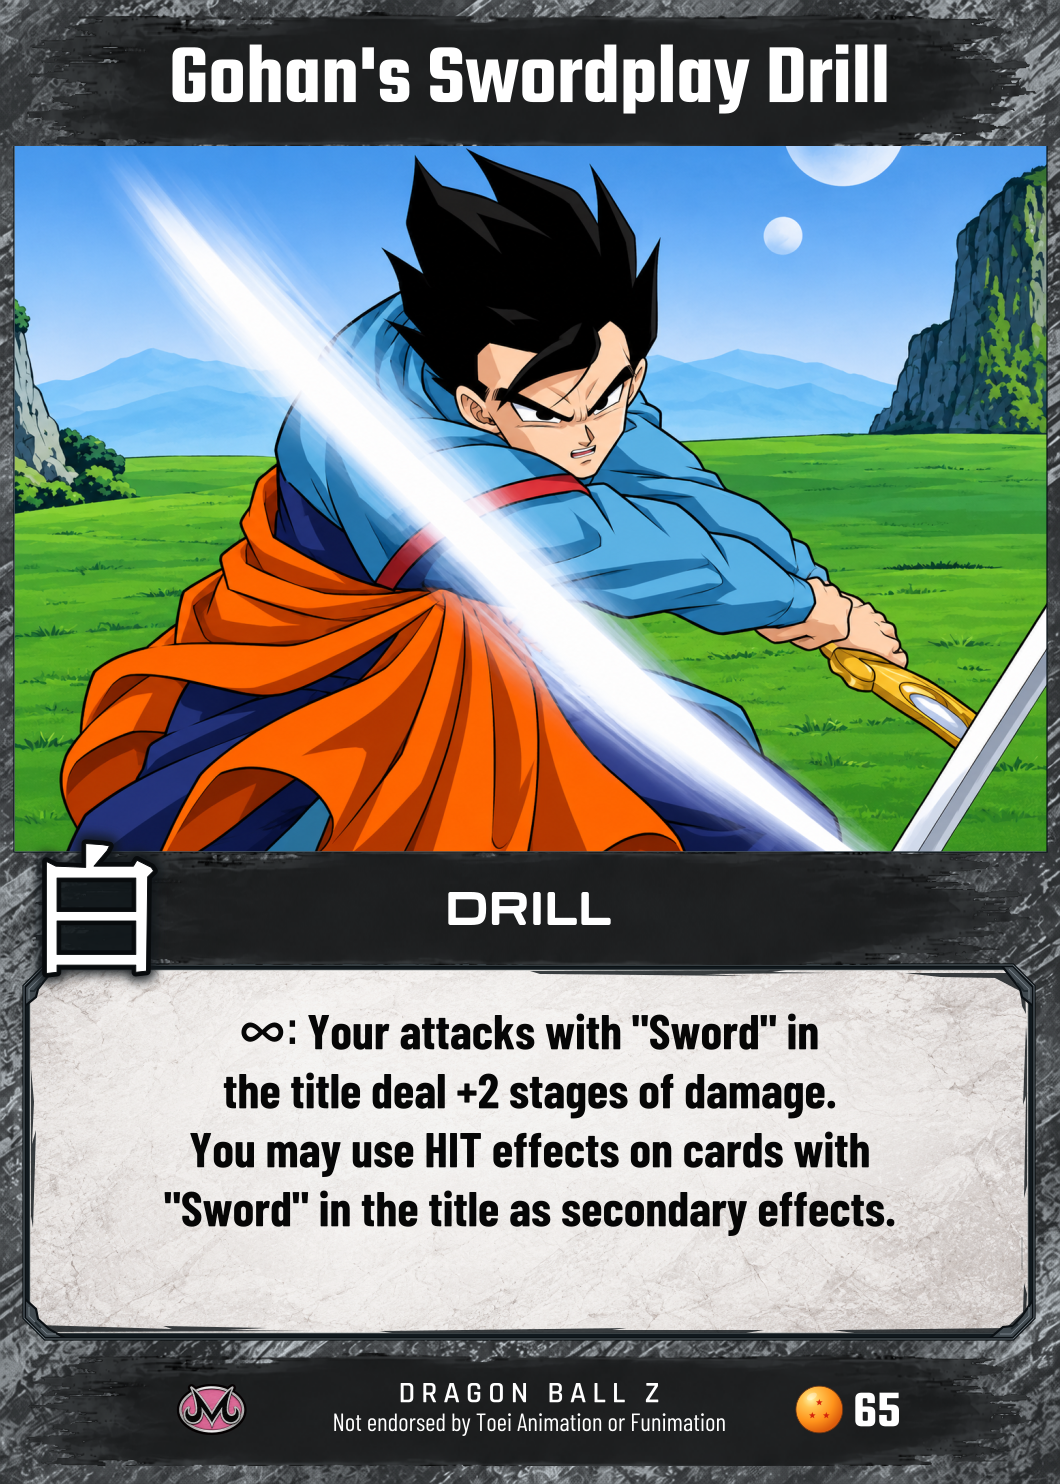 Gohan's Swordplay Drill
白
DRILL
∞: Your attacks with "Sword" in
the title deal +2 stages of damage.
You may use HIT effects on cards with
"Sword" in the title as secondary effects.
DRAGON BALL Z
Not endorsed by Toei Animation or Funimation
M
65